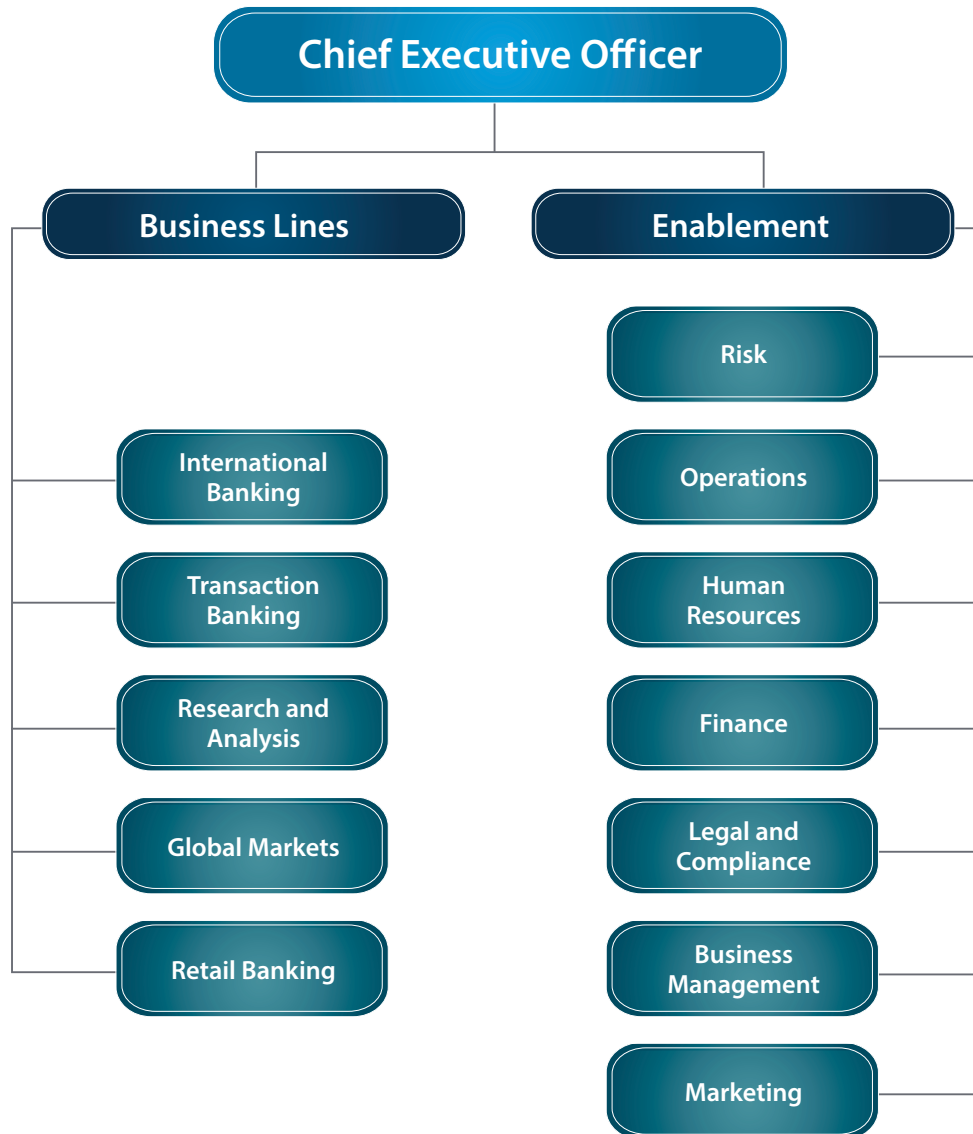 Chief Executive Officer
Business Lines
Enablement
Risk
International
Banking
Operations
Transaction
Banking
Human
Resources
Research and
Analysis
Finance
Global Markets
Legal and
Compliance
Retail Banking
Business
Management
Marketing